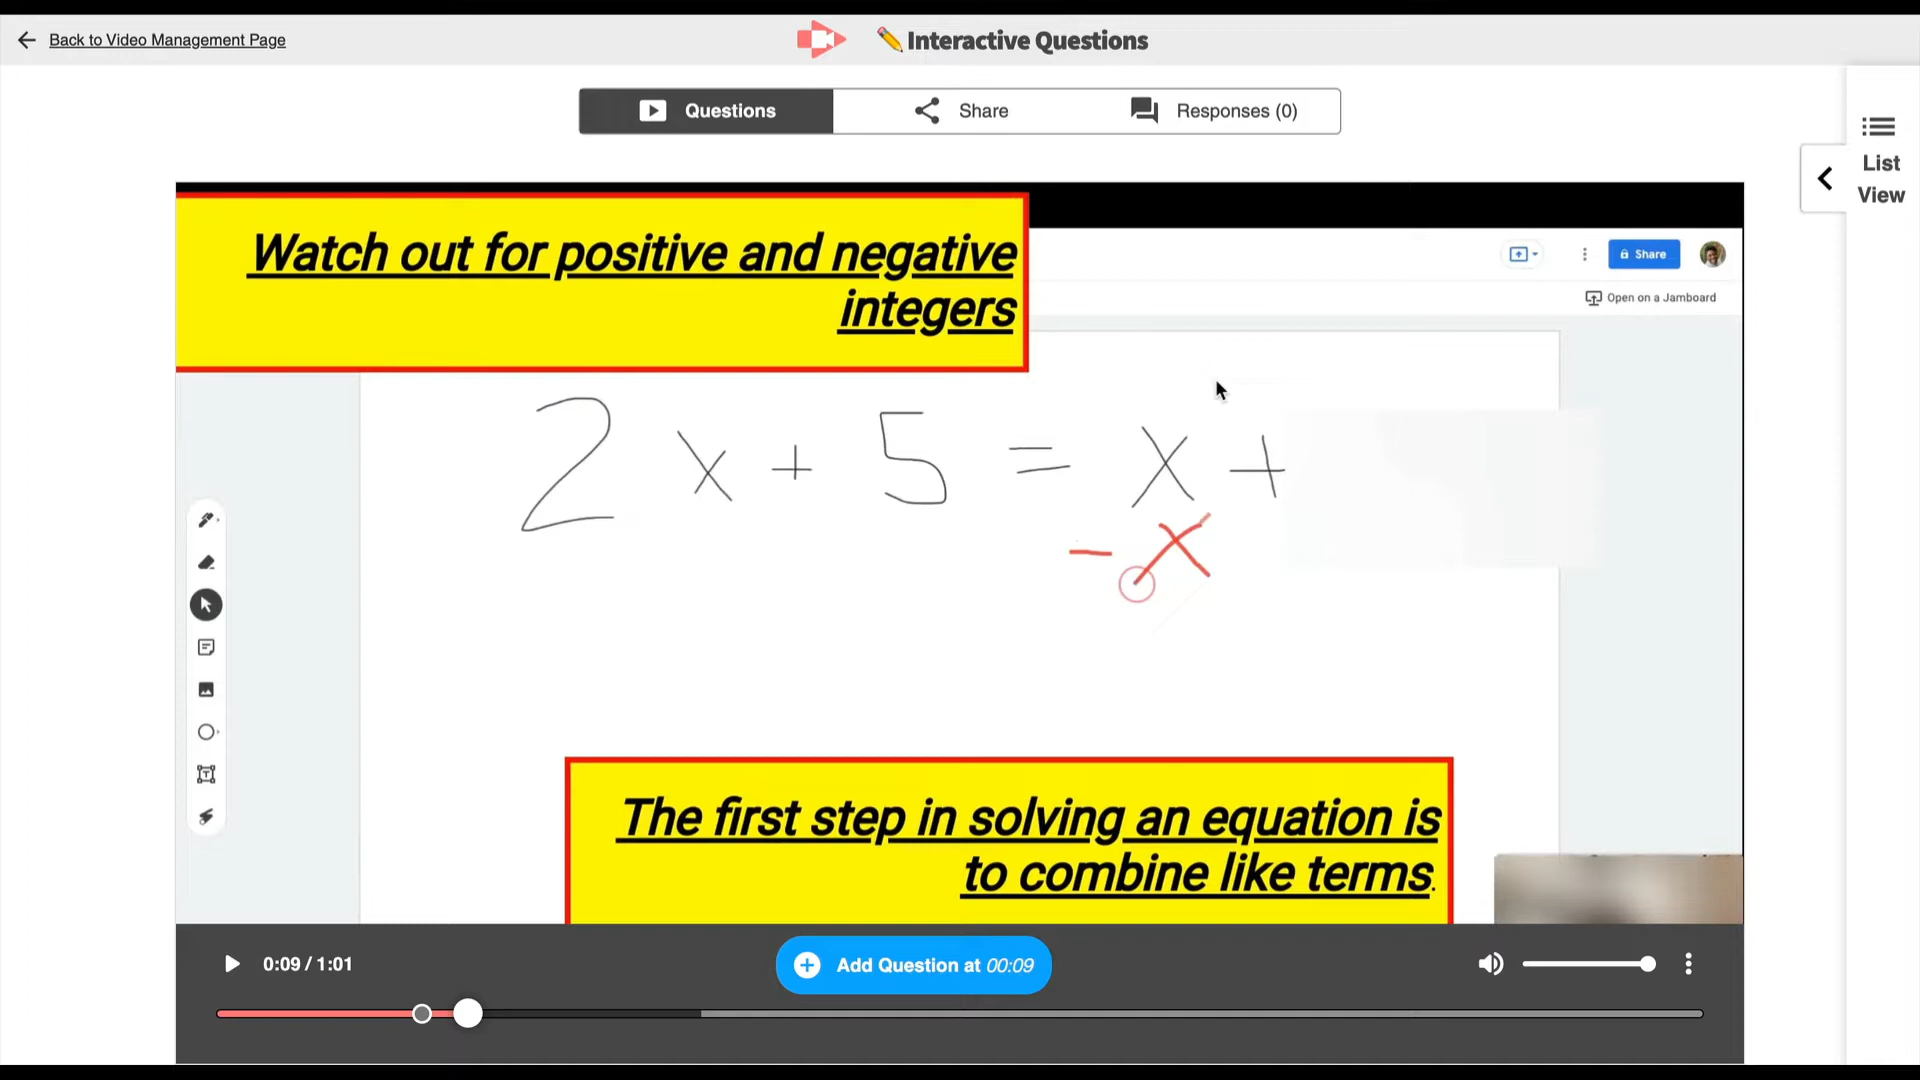 Back to Video Management Page
Interactive Questions
Questions
Share
Responses (0)
List
View
Watch out for positive and negative
integers
Share
Open on a Jamboard
2x + 5 = x +
- x
The first step in solving an equation is
to combine like terms.
0:09 / 1:01
Add Question at 00:09